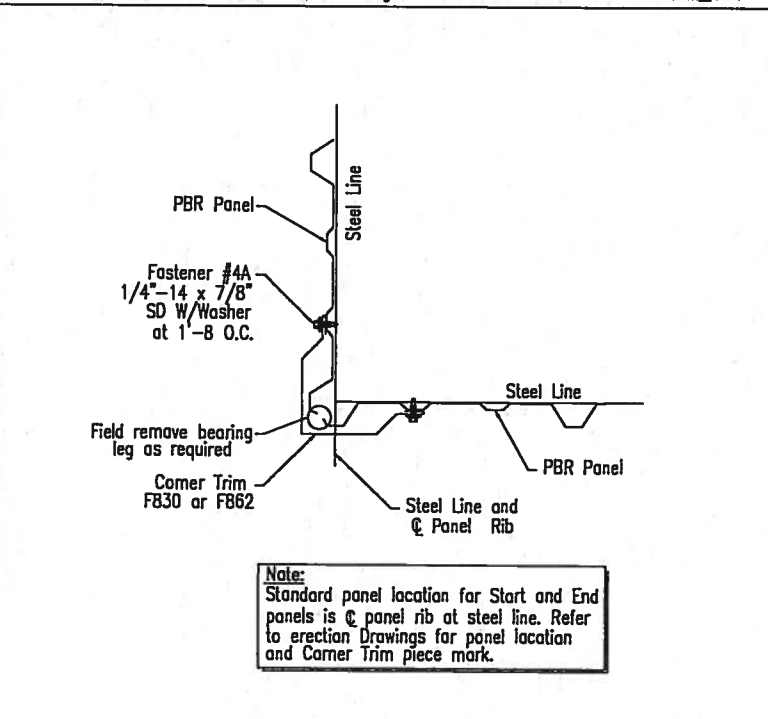 Steel Line
PBR Panel
Fastener #4A
1/4"-14 x 7/8"
SD W/Washer
at 1'-8 O.C.
Steel Line
Field remove bearing
leg as required
PBR Panel
Corner Trim
F830 or F862
Steel Line and
℄ Panel Rib
Note:
Standard panel location for Start and End
panels is ℄ panel rib at steel line. Refer
to erection Drawings for panel location
and Corner Trim piece mark.